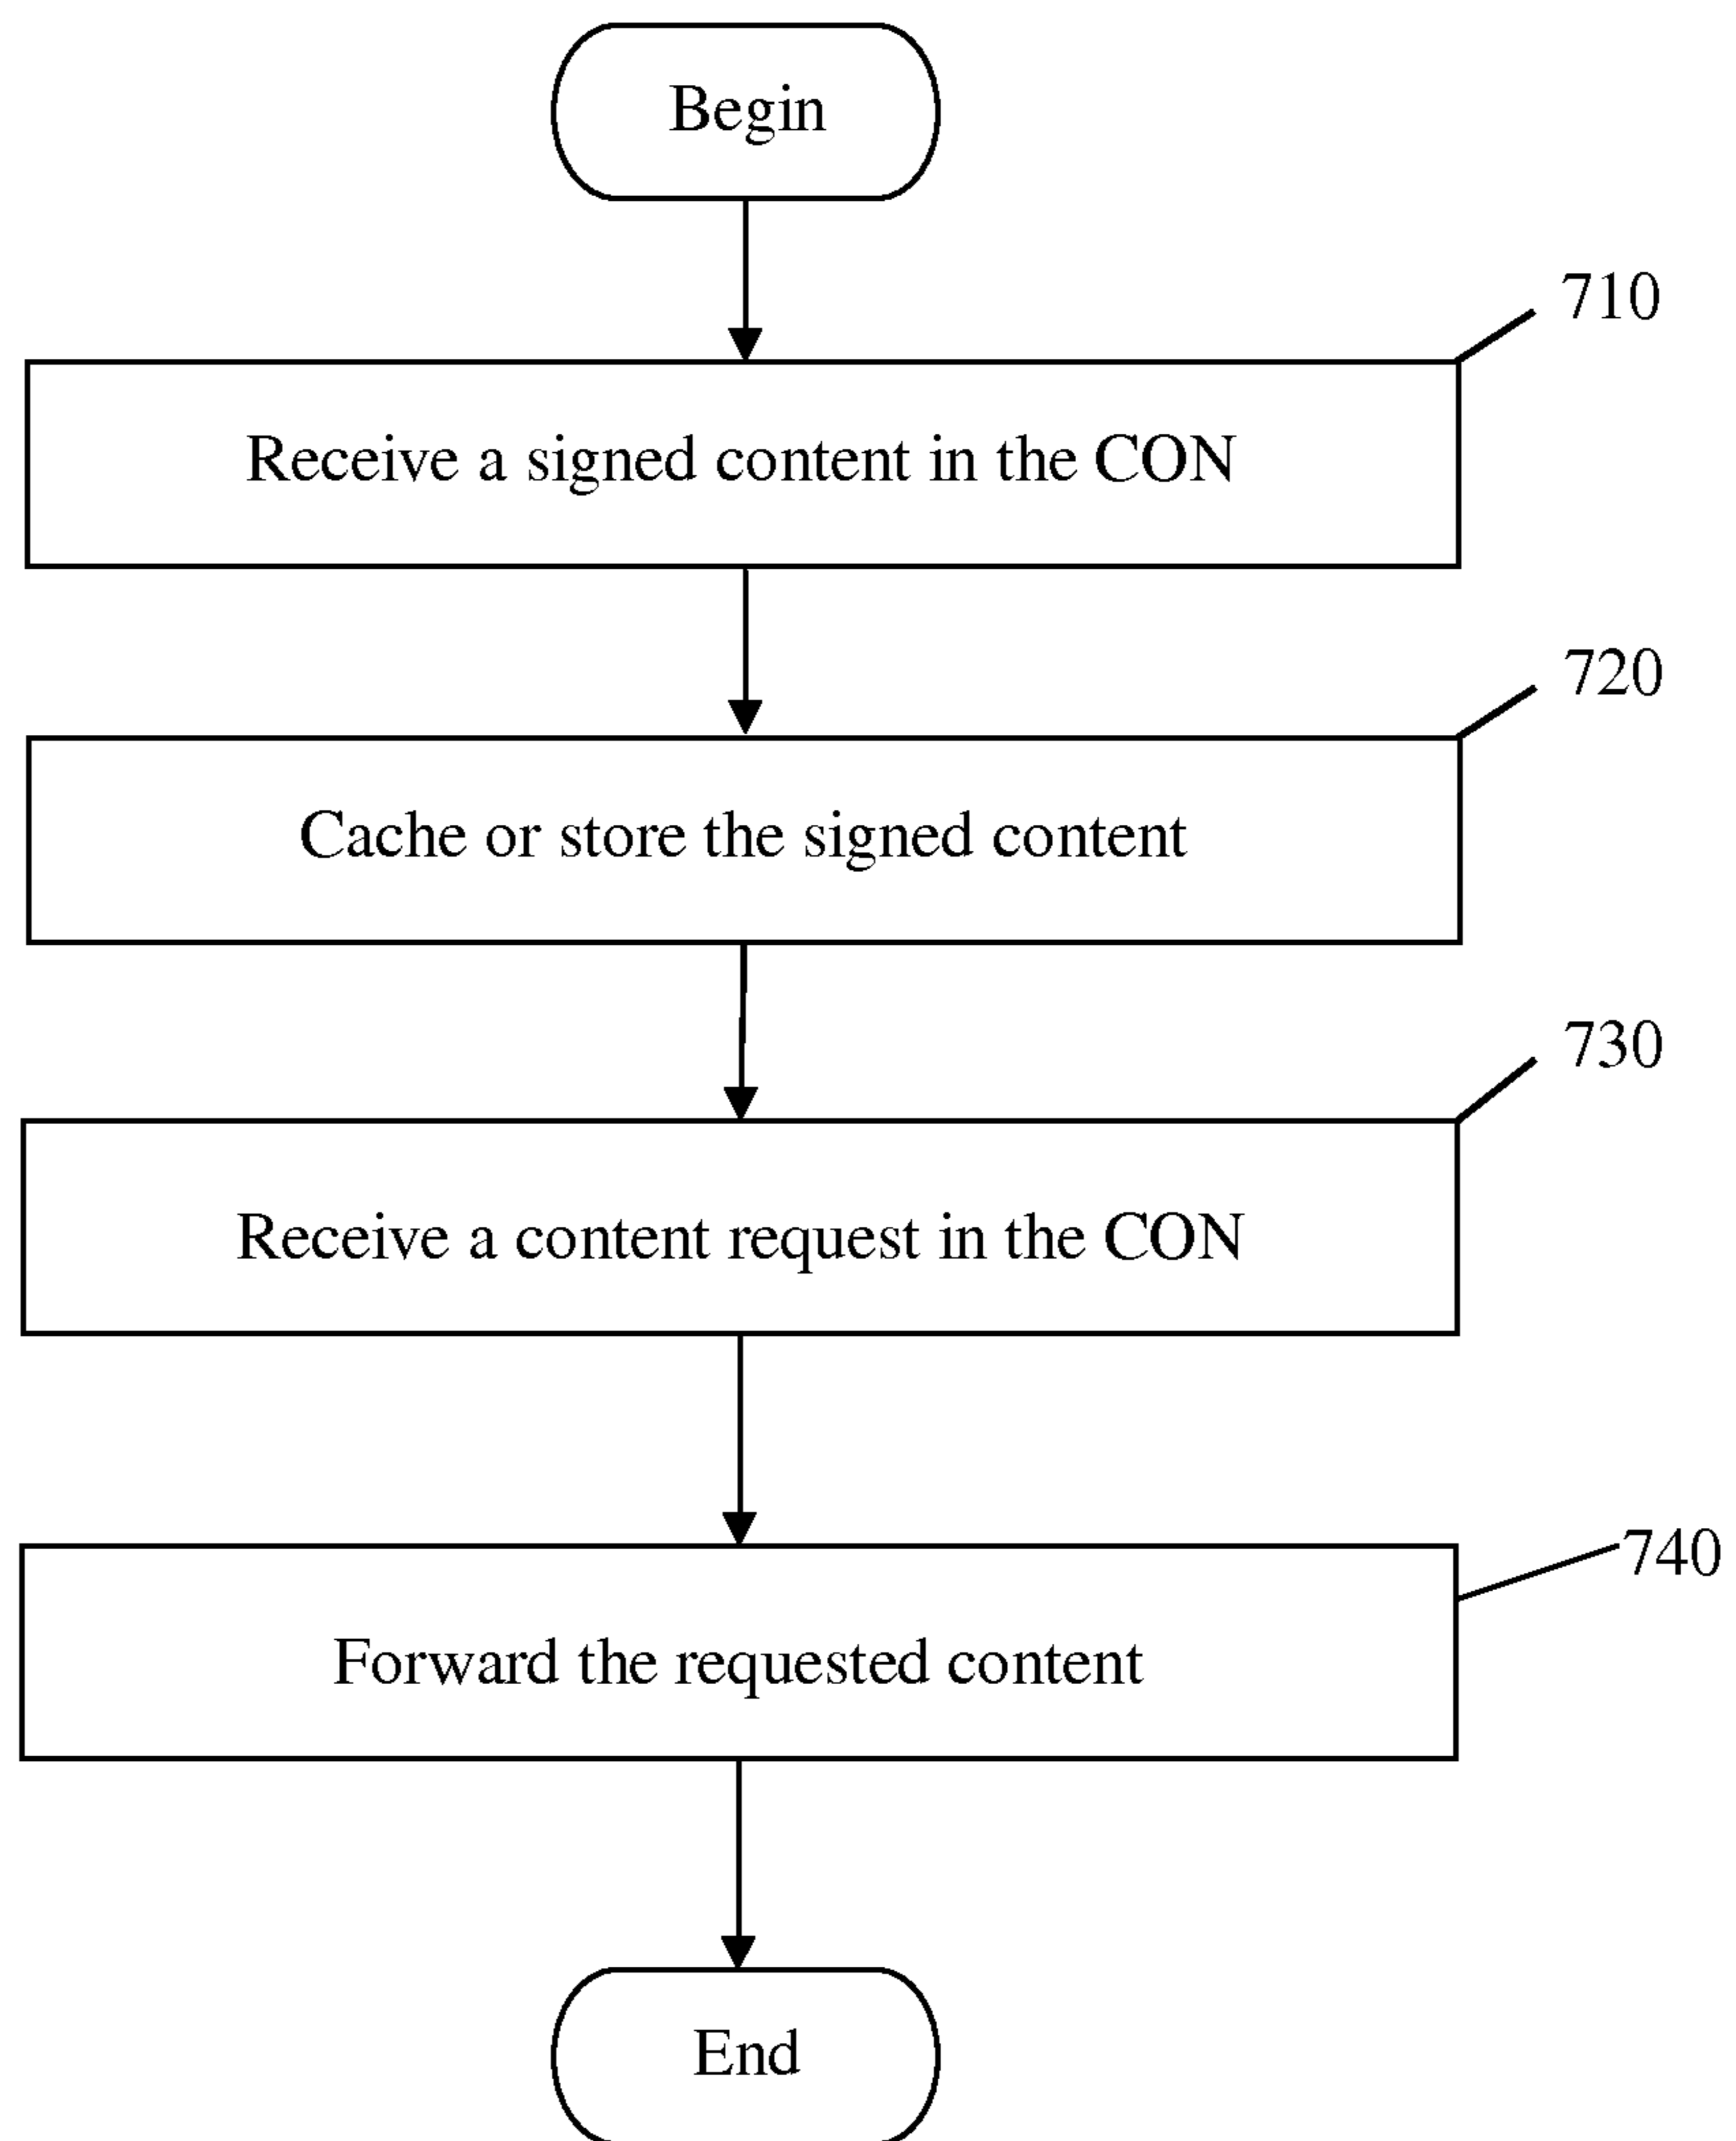 Begin
710
Receive a signed content in the CON
720
Cache or store the signed content
730
Receive a content request in the CON
740
Forward the requested content
End